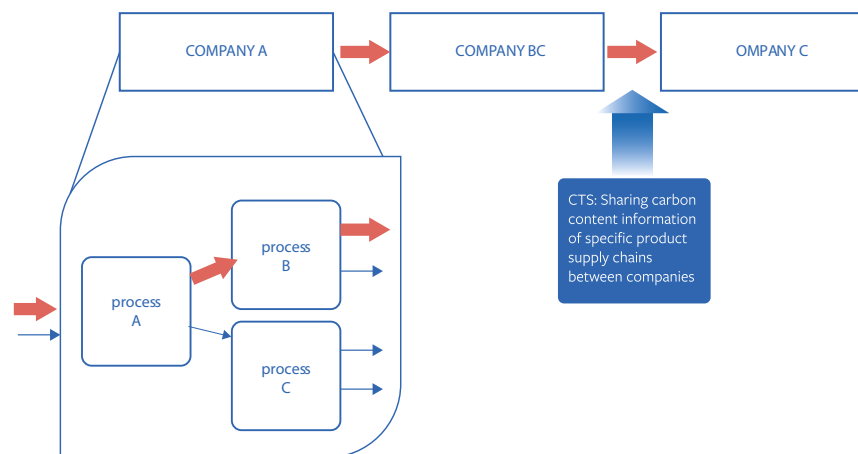 COMPANY A
COMPANY BC
OMPANY C
CTS: Sharing carbon
content information
of specific product
supply chains
between companies
process
B
process
A
process
C